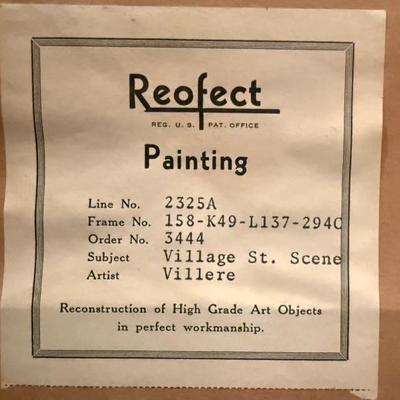 Reofect
REG. U. S. PAT. OFFICE
Painting
Line No. 2325A
Frame No. 158-K49-L137-294C
Order No. 3444
Subject Village St. Scene
Artist Villere
Reconstruction of High Grade Art Objects
in perfect workmanship.